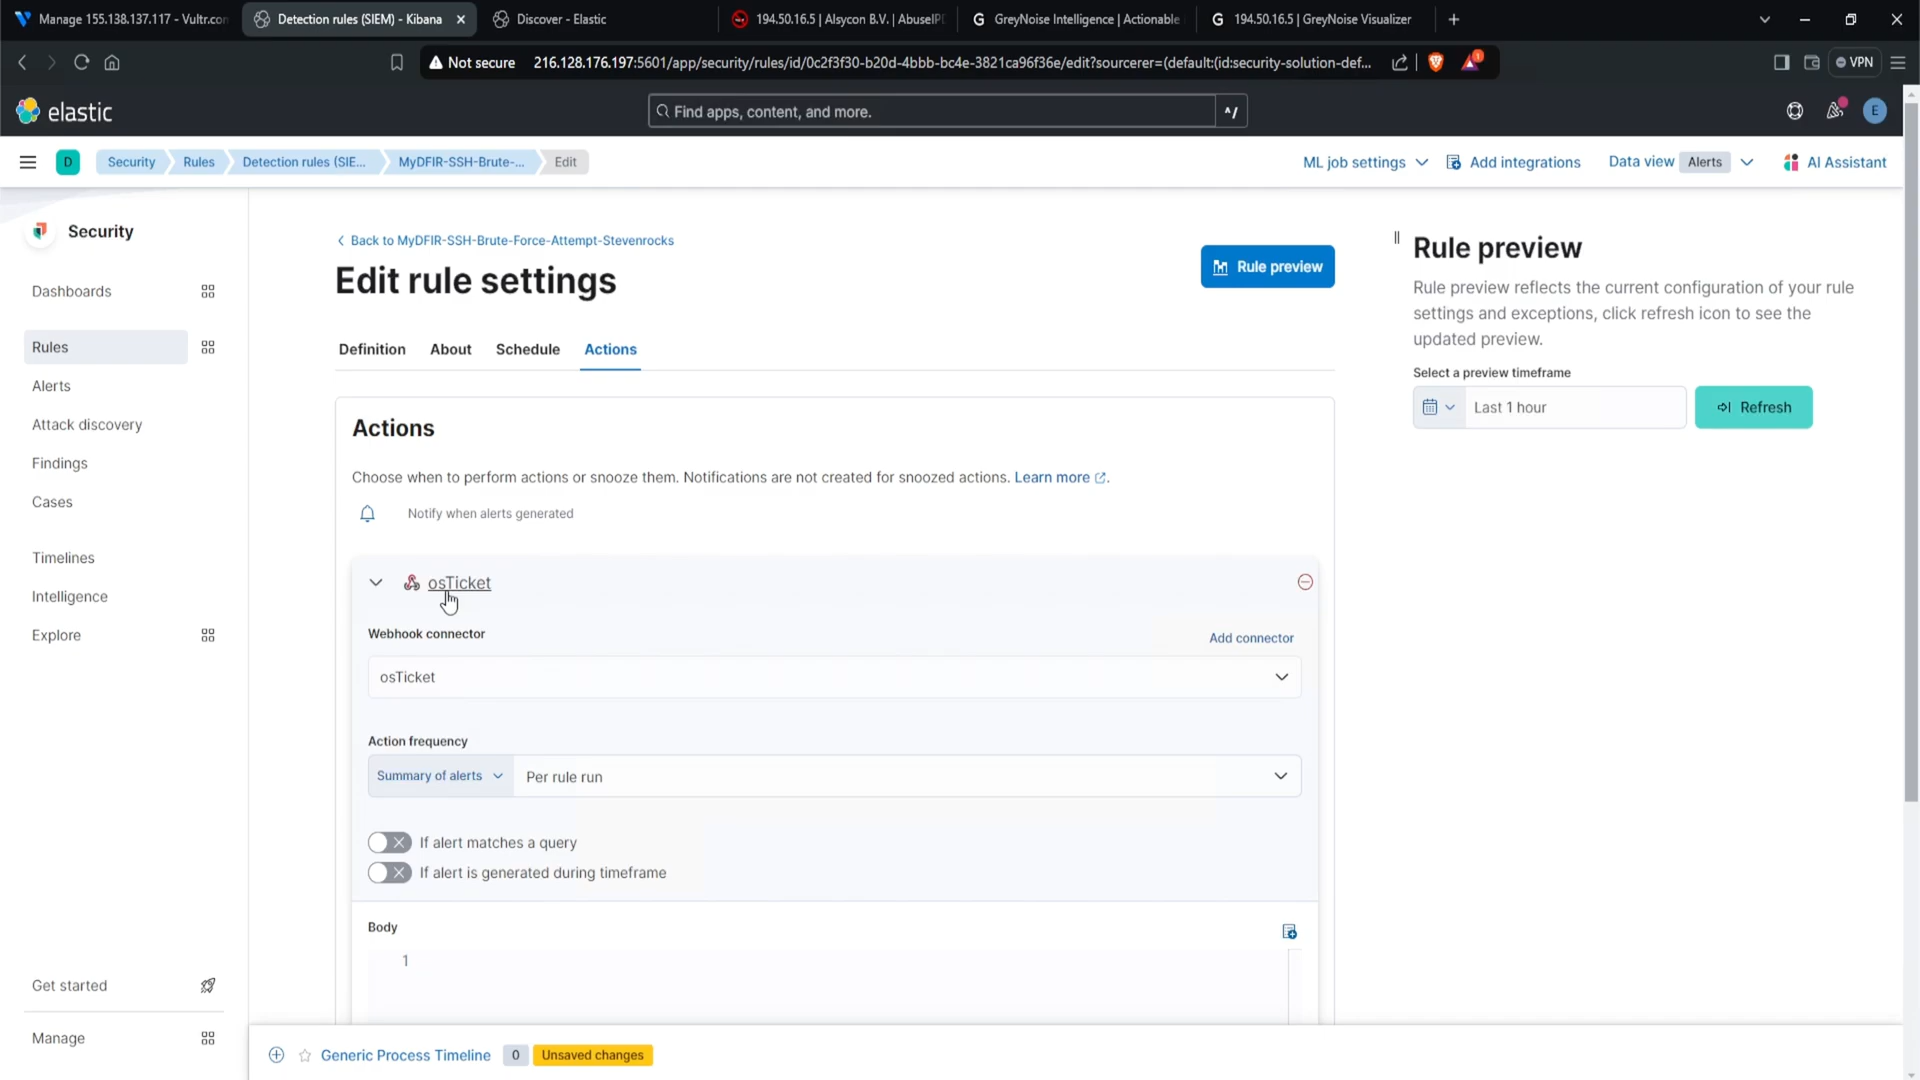 Manage 155.138.137.117 - Vultr.con
Detection rules (SIEM) - Kibana
Discover - Elastic
194.50.16.5 | Alsycon B.V. | AbuseIP
GreyNoise Intelligence | Actionable
194.50.16.5 | GreyNoise Visualizer
Not secure
216.128.176.197:5601/app/security/rules/id/0c2f3f30-b20d-4bbb-bc4e-3821ca96f36e/edit?sourcerer=(default:(id:security-solution-def...
VPN
elastic
Find apps, content, and more.
^/
E
D
Security
Rules
Detection rules (SIE...
MyDFIR-SSH-Brute-...
Edit
ML job settings
Add integrations
Data view
Alerts
AI Assistant
Security
Dashboards
Rules
Alerts
Attack discovery
Findings
Cases
Timelines
Intelligence
Explore
Get started
Manage
Back to MyDFIR-SSH-Brute-Force-Attempt-Stevenrocks
Edit rule settings
Rule preview
Definition
About
Schedule
Actions
Actions
Choose when to perform actions or snooze them. Notifications are not created for snoozed actions. Learn more.
Notify when alerts generated
osTicket
Webhook connector
Add connector
osTicket
Action frequency
Summary of alerts
Per rule run
If alert matches a query
If alert is generated during timeframe
Body
1
Rule preview
Rule preview reflects the current configuration of your rule
settings and exceptions, click refresh icon to see the
updated preview.
Select a preview timeframe
Last 1 hour
Refresh
Generic Process Timeline
0
Unsaved changes